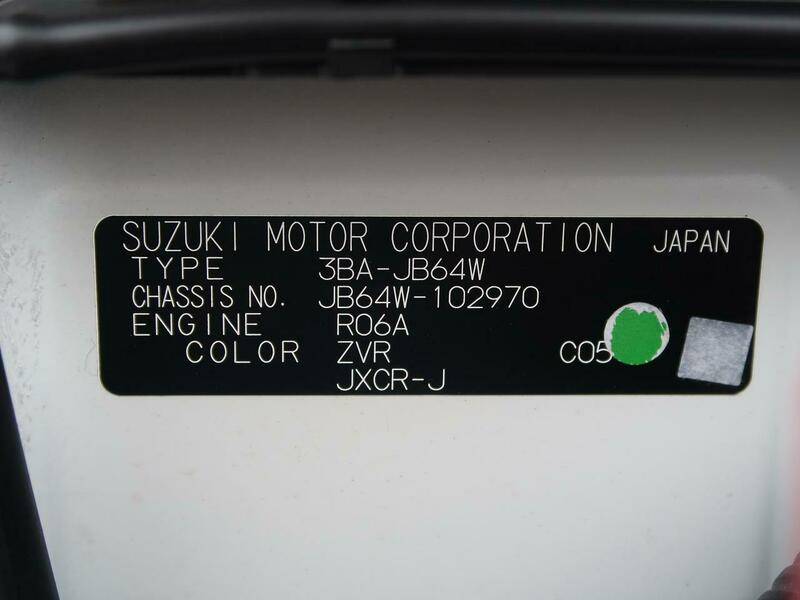 SUZUKI MOTOR CORPORATION JAPAN
TYPE 3BA-JB64W
CHASSIS NO. JB64W-102970
ENGINE R06A
COLOR ZVR C05
JXCR-J